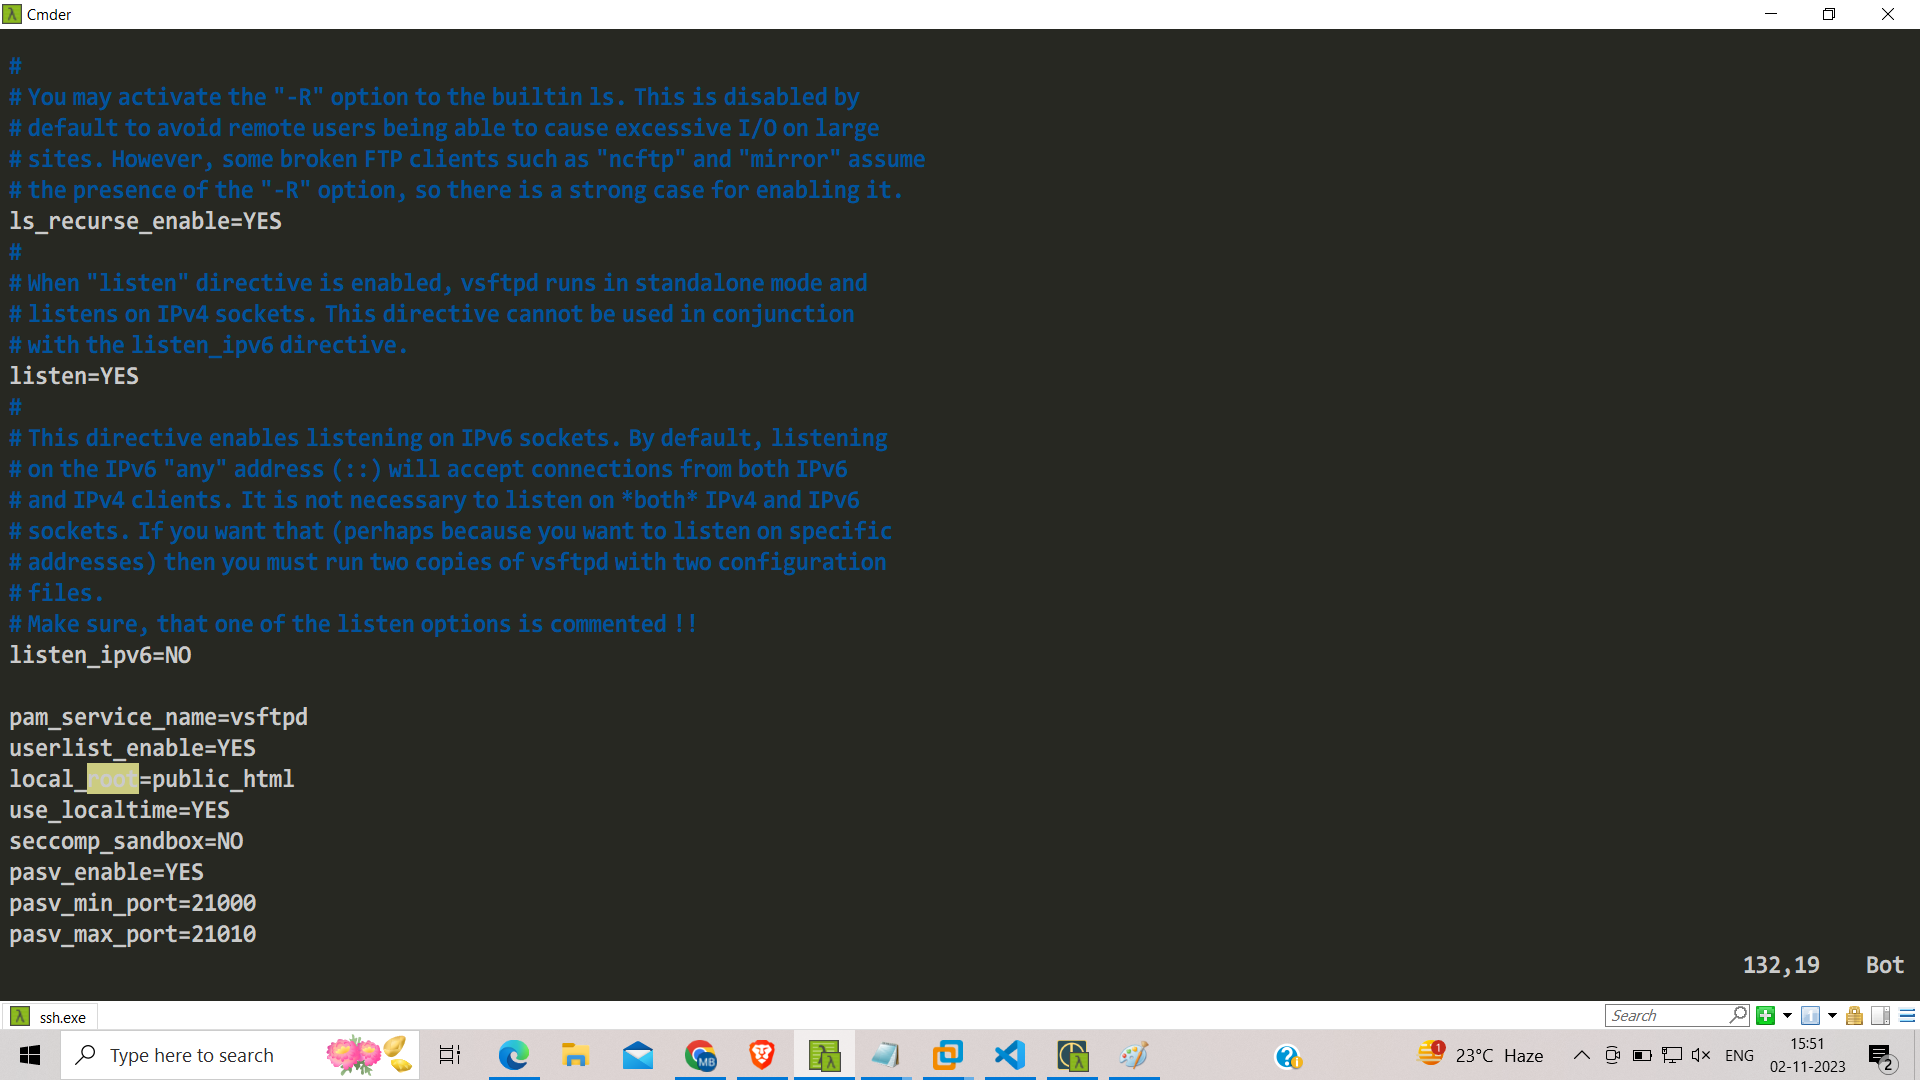 Cmder
#
# You may activate the "-R" option to the builtin ls. This is disabled by
# default to avoid remote users being able to cause excessive I/O on large
# sites. However, some broken FTP clients such as "ncftp" and "mirror" assume
# the presence of the "-R" option, so there is a strong case for enabling it.
ls_recurse_enable=YES
#
# When "listen" directive is enabled, vsftpd runs in standalone mode and
# listens on IPv4 sockets. This directive cannot be used in conjunction
# with the listen_ipv6 directive.
listen=YES
#
# This directive enables listening on IPv6 sockets. By default, listening
# on the IPv6 "any" address (::) will accept connections from both IPv6
# and IPv4 clients. It is not necessary to listen on *both* IPv4 and IPv6
# sockets. If you want that (perhaps because you want to listen on specific
# addresses) then you must run two copies of vsftpd with two configuration
# files.
# Make sure, that one of the listen options is commented !!
listen_ipv6=NO
pam_service_name=vsftpd
userlist_enable=YES
local_root=public_html
use_localtime=YES
seccomp_sandbox=NO
pasv_enable=YES
pasv_min_port=21000
pasv_max_port=21010
132,19 Bot
ssh.exe
Search
Type here to search
MB
1
23°C Haze
ENG
15:51
02-11-2023
2